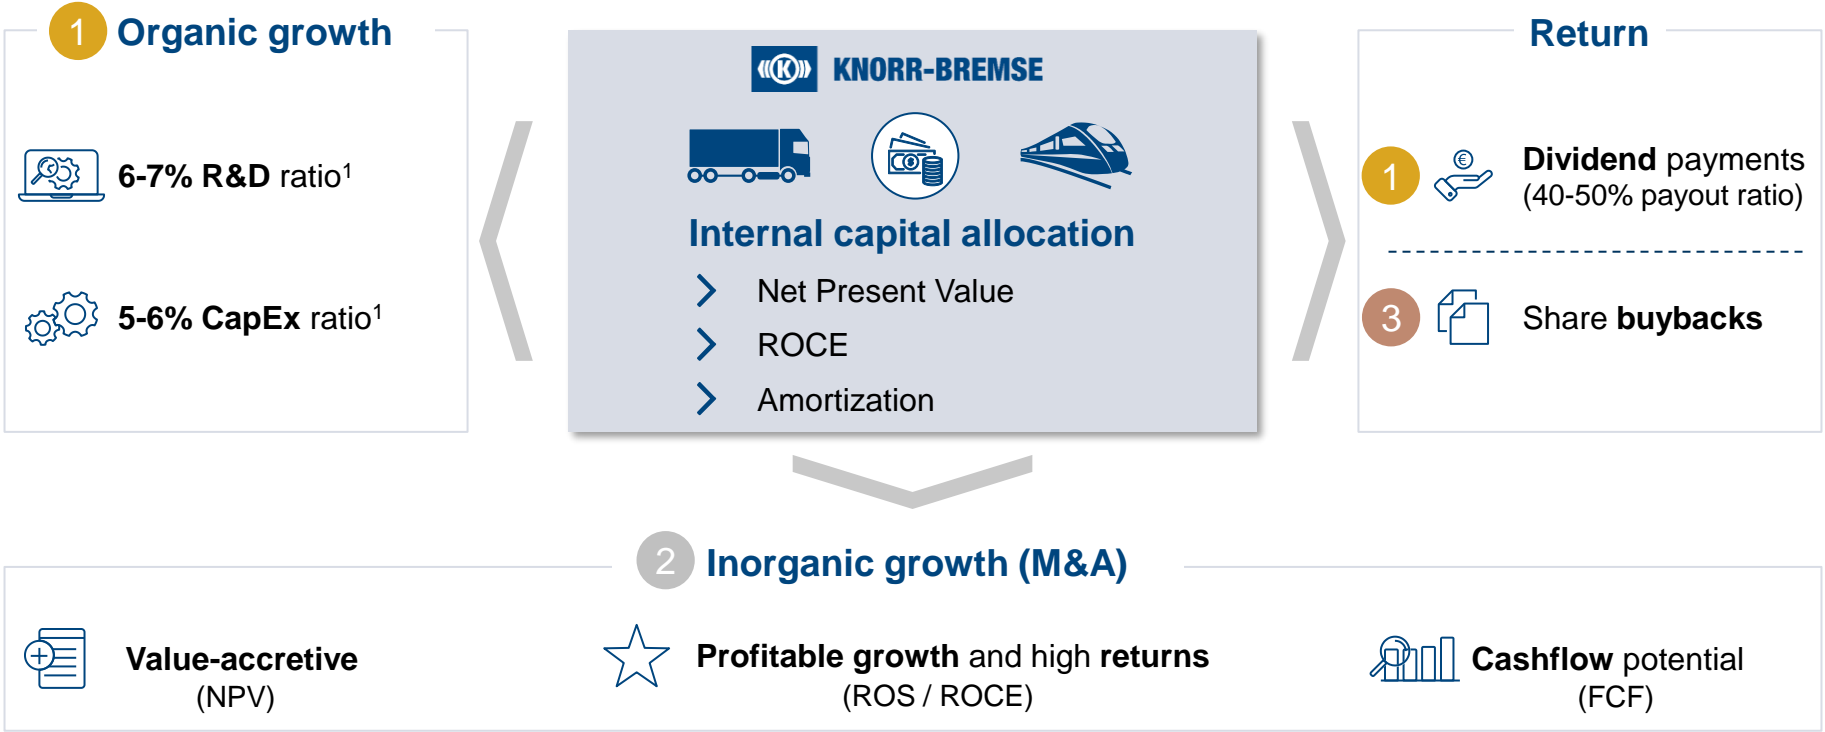 1 Organic growth
6-7% R&D ratio¹
5-6% CapEx ratio¹
K KNORR-BREMSE
Internal capital allocation
Net Present Value
ROCE
Amortization
Return
1 € Dividend payments
(40-50% payout ratio)
3 Share buybacks
2 Inorganic growth (M&A)
Value-accretive
(NPV)
Profitable growth and high returns
(ROS / ROCE)
Cashflow potential
(FCF)